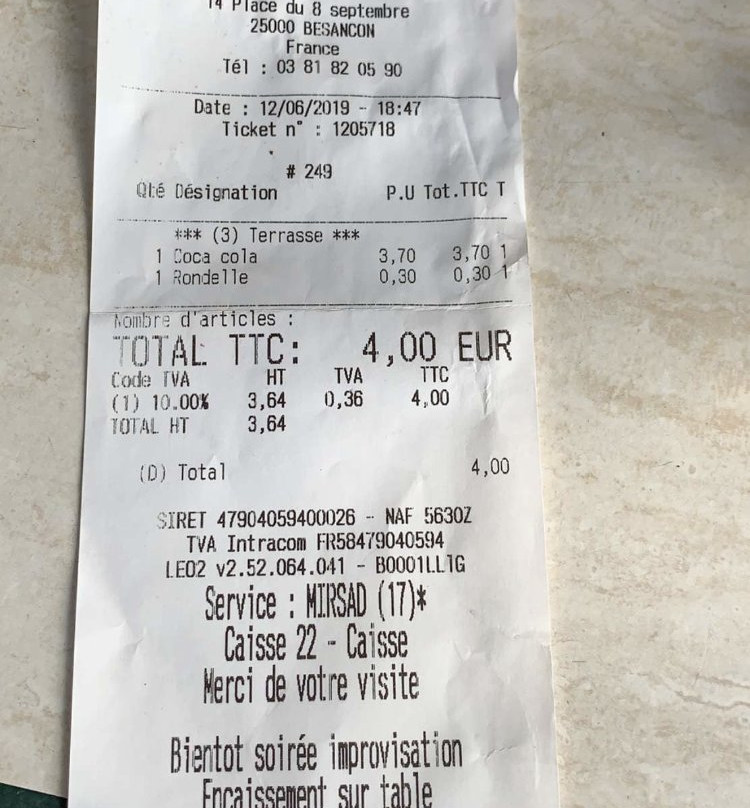 14 Place du 8 septembre
25000 BESANCON
France
Tél : 03 81 82 05 90
Date : 12/06/2019 - 18:47
Ticket n° : 1205718
# 249
Qté Désignation P.U Tot.TTC T
*** (3) Terrasse ***
1 Coca cola 3,70 3,70 1
1 Rondelle 0,30 0,30 1
Nombre d'articles :
TOTAL TTC: 4,00 EUR
Code TVA HT TVA TTC
(1) 10.00% 3,64 0,36 4,00
TOTAL HT 3,64
(D) Total 4,00
SIRET 47904059400026 - NAF 5630Z
TVA Intracom FR58479040594
LEO2 v2.52.064.041 - B0001LL1G
Service : MIRSAD (17)*
Caisse 22 - Caisse
Merci de votre visite
Bientot soirée improvisation
Encaissement sur table